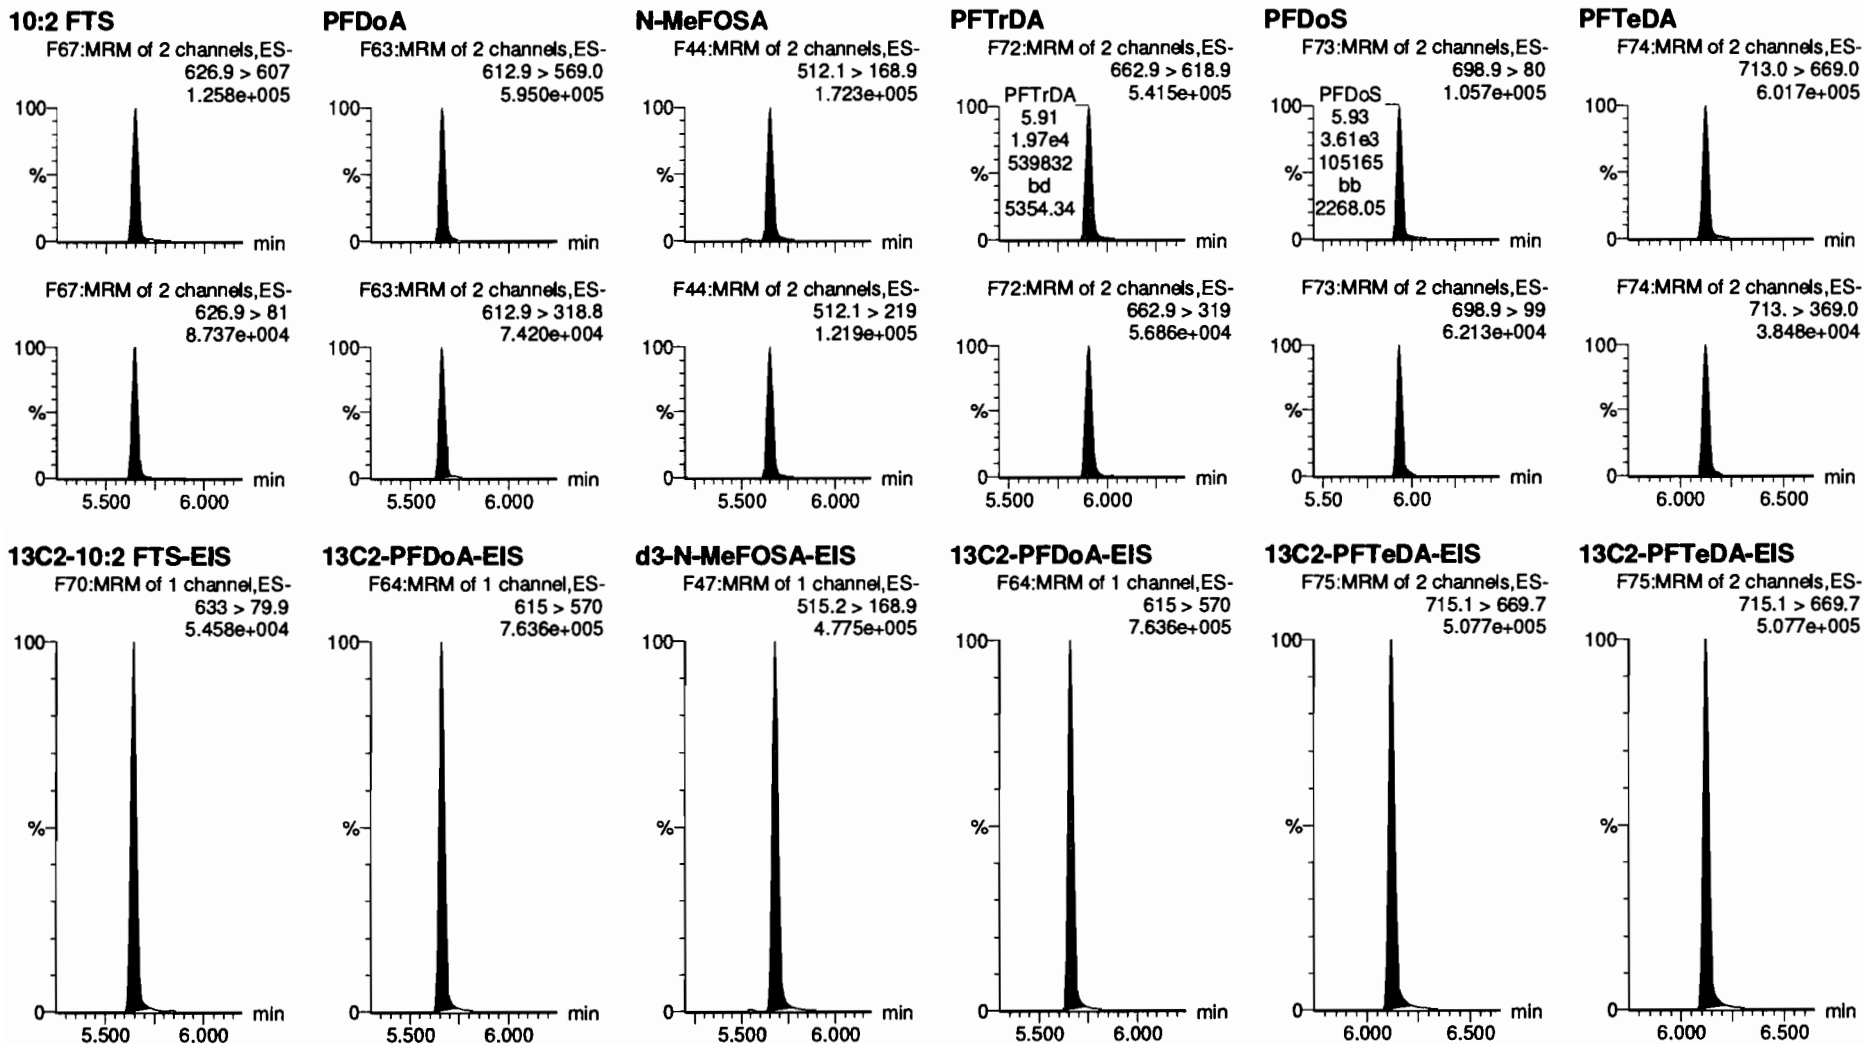 10:2 FTS
F67:MRM of 2 channels,ES-
626.9 > 607
1.258e+005
100
%
0
min
F67:MRM of 2 channels,ES-
626.9 > 81
8.737e+004
100
%
0
min
5.500
6.000
13C2-10:2 FTS-EIS
F70:MRM of 1 channel,ES-
633 > 79.9
5.458e+004
100
%
0
min
5.500
6.000
PFDoA
F63:MRM of 2 channels,ES-
612.9 > 569.0
5.950e+005
100
%
0
min
F63:MRM of 2 channels,ES-
612.9 > 318.8
7.420e+004
100
%
0
min
5.500
6.000
13C2-PFDoA-EIS
F64:MRM of 1 channel,ES-
615 > 570
7.636e+005
100
%
0
min
5.500
6.000
N-MeFOSA
F44:MRM of 2 channels,ES-
512.1 > 168.9
1.723e+005
100
%
0
min
F44:MRM of 2 channels,ES-
512.1 > 219
1.219e+005
100
%
0
min
5.500
6.000
d3-N-MeFOSA-EIS
F47:MRM of 1 channel,ES-
515.2 > 168.9
4.775e+005
100
%
0
min
5.500
6.000
PFTrDA
F72:MRM of 2 channels,ES-
662.9 > 618.9
5.415e+005
PFTrDA
5.91
1.97e4
539832
bd
5354.34
100
%
0
min
F72:MRM of 2 channels,ES-
662.9 > 319
5.686e+004
100
%
0
min
5.500
6.000
13C2-PFDoA-EIS
F64:MRM of 1 channel,ES-
615 > 570
7.636e+005
100
%
0
min
5.500
6.000
PFDoS
F73:MRM of 2 channels,ES-
698.9 > 80
1.057e+005
PFDoS
5.93
3.61e3
105165
bb
2268.05
100
%
0
min
F73:MRM of 2 channels,ES-
698.9 > 99
6.213e+004
100
%
0
min
5.50
6.00
13C2-PFTeDA-EIS
F75:MRM of 2 channels,ES-
715.1 > 669.7
5.077e+005
100
%
0
min
6.000
6.500
PFTeDA
F74:MRM of 2 channels,ES-
713.0 > 669.0
6.017e+005
100
%
0
min
F74:MRM of 2 channels,ES-
713. > 369.0
3.848e+004
100
%
0
min
6.000
6.500
13C2-PFTeDA-EIS
F75:MRM of 2 channels,ES-
715.1 > 669.7
5.077e+005
100
%
0
min
6.000
6.500